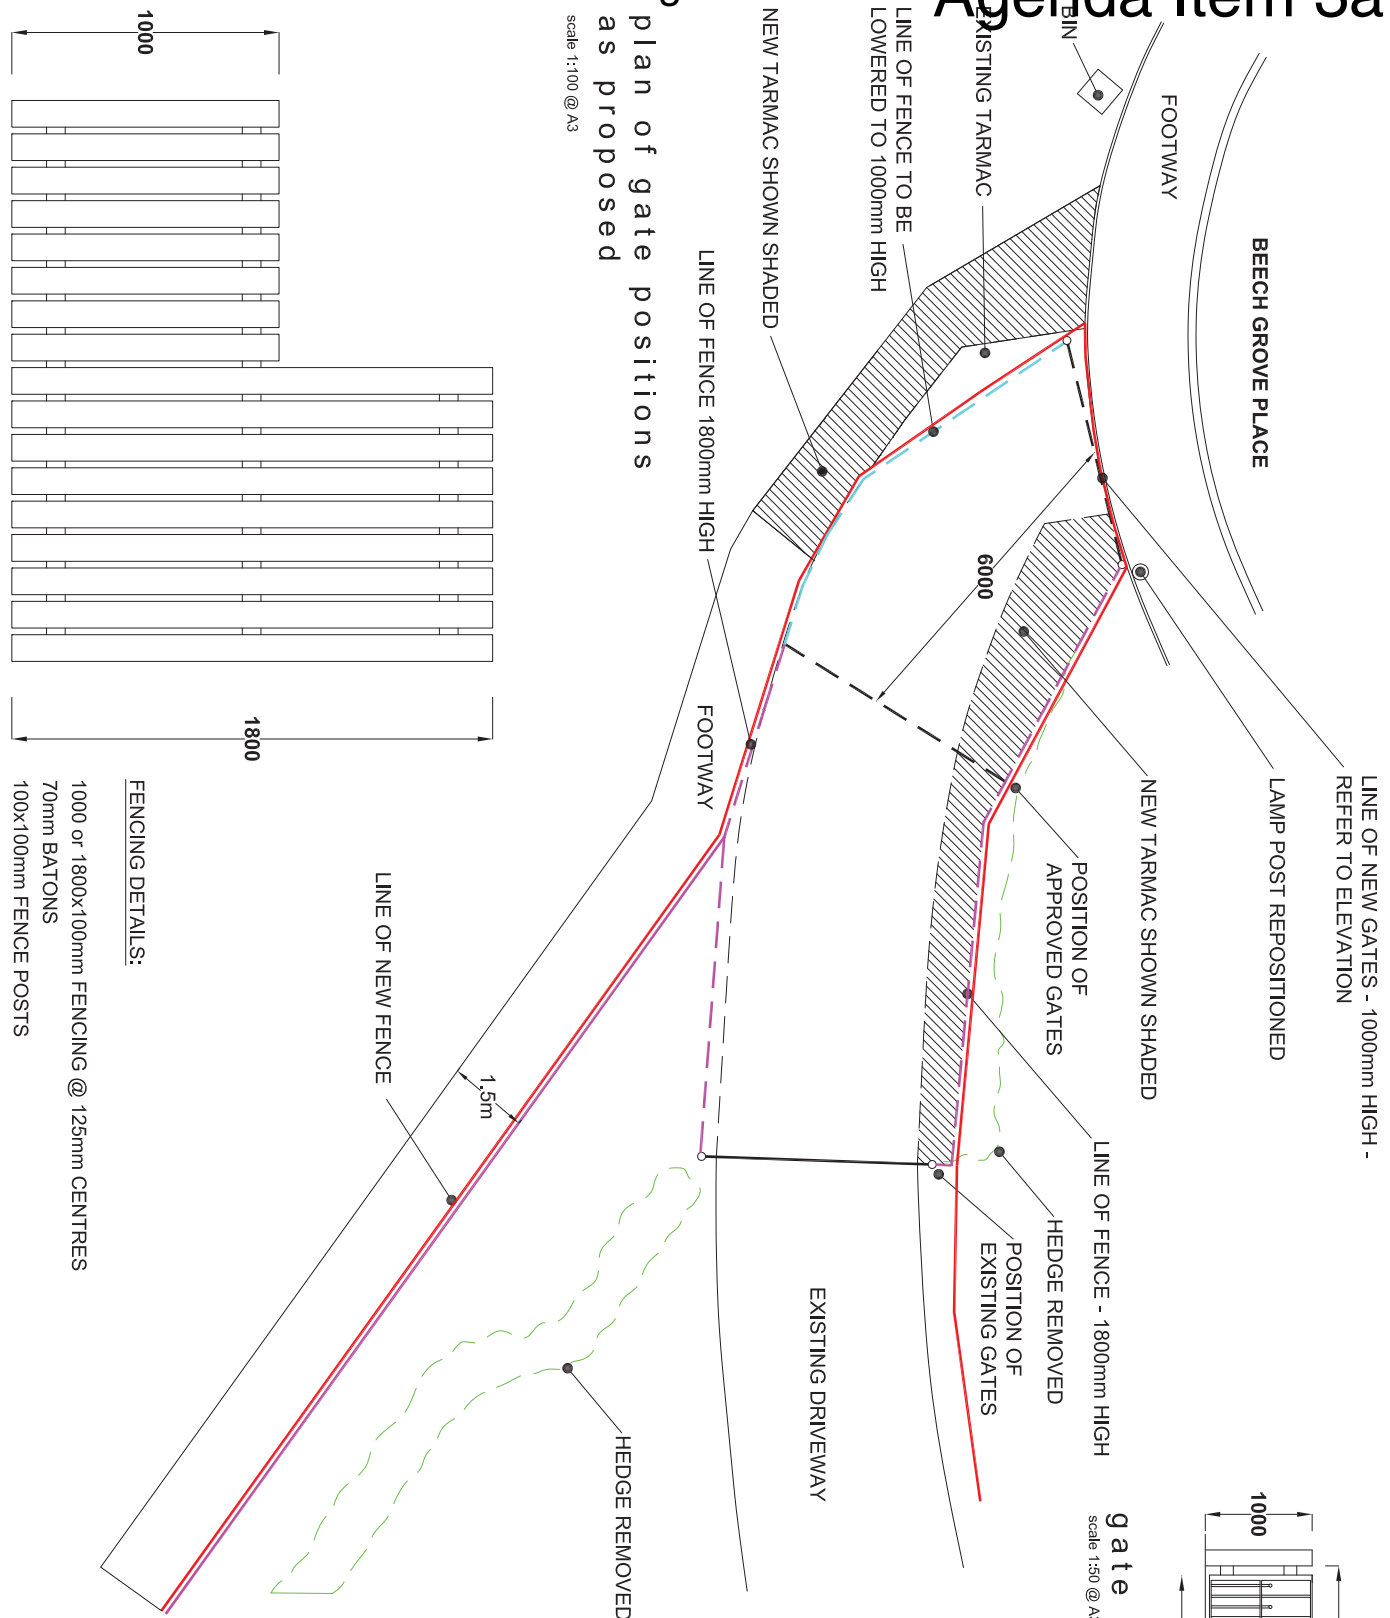 Agenda Item 5a
BIN
EXISTING TARMAC
LINE OF FENCE TO BE
LOWERED TO 1000mm HIGH
NEW TARMAC SHOWN SHADED
plan of gate positions
as proposed
scale 1:100 @ A3
FOOTWAY
BEECH GROVE PLACE
LINE OF FENCE 1800mm HIGH
6000
LINE OF NEW GATES - 1000mm HIGH -
REFER TO ELEVATION
LAMP POST REPOSITIONED
NEW TARMAC SHOWN SHADED
POSITION OF
APPROVED GATES
FOOTWAY
LINE OF FENCE - 1800mm HIGH
HEDGE REMOVED
POSITION OF
EXISTING GATES
EXISTING DRIVEWAY
HEDGE REMOVED
LINE OF NEW FENCE
1.5m
1000
1800
FENCING DETAILS:
1000 or 1800x100mm FENCING @ 125mm CENTRES
70mm BATONS
100x100mm FENCE POSTS
1000
gate
scale 1:50 @ A3